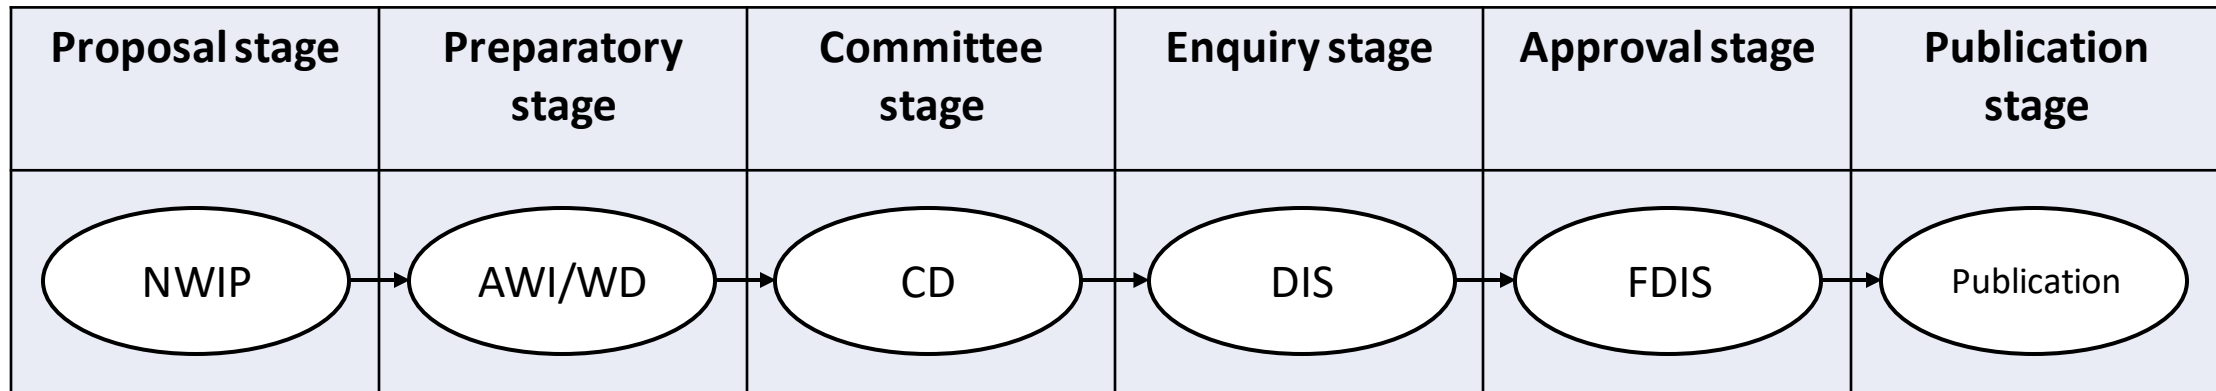 Proposal stage
Preparatory
stage
Committee
stage
Enquiry stage
Approval stage
Publication
stage
NWIP
AWI/WD
CD
DIS
FDIS
Publication